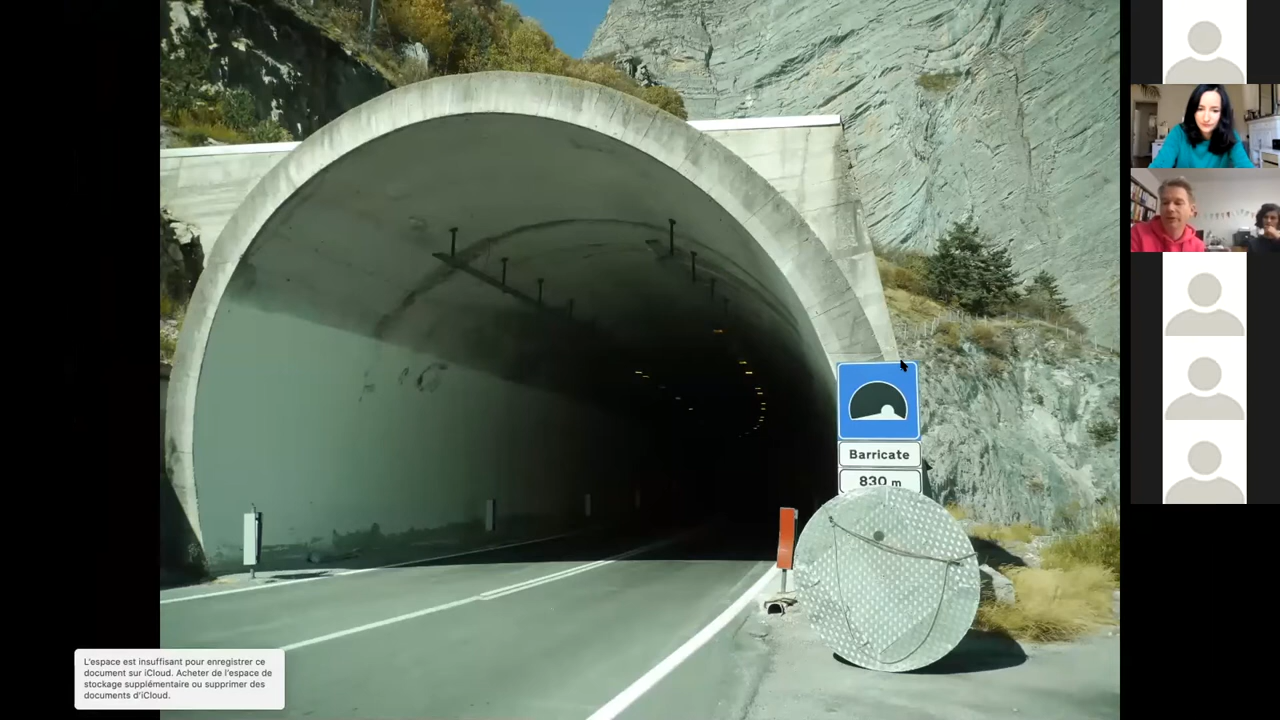 Barricate
830 m
L'espace est insuffisant pour enregistrer ce
document sur iCloud. Acheter de l'espace de
stockage supplémentaire ou supprimer des
documents d'iCloud.